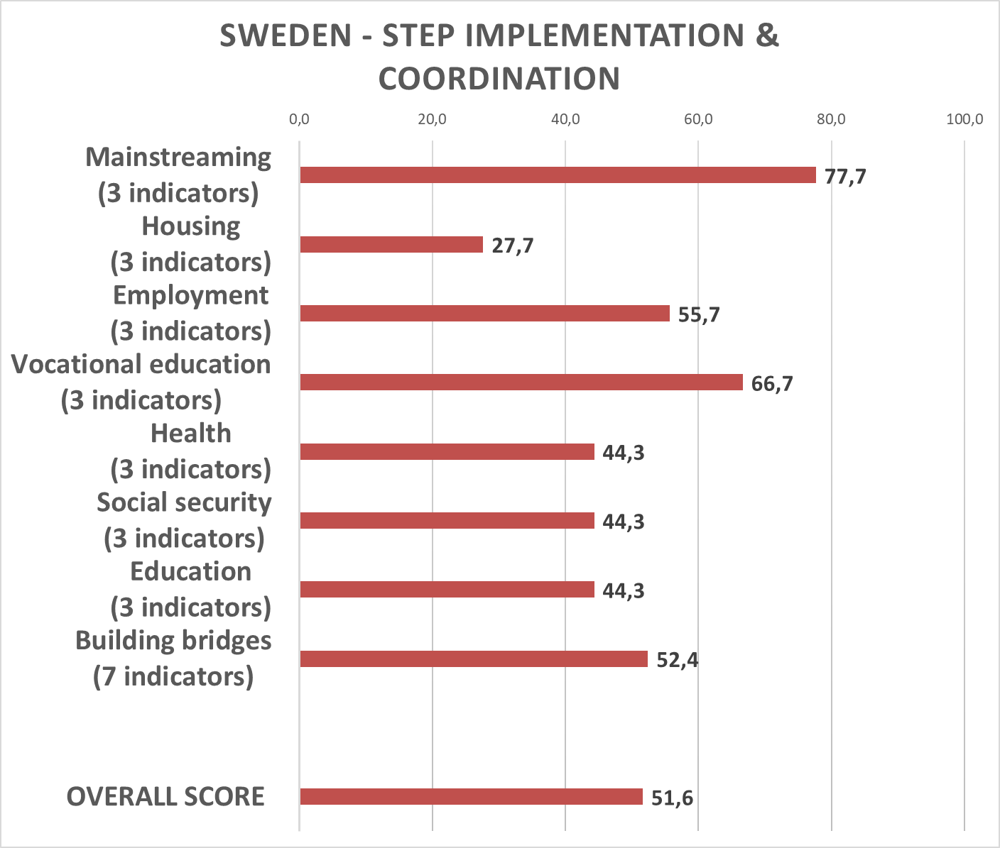 SWEDEN - STEP IMPLEMENTATION &
COORDINATION
0,0 20,0 40,0 60,0 80,0 100,0
Mainstreaming
(3 indicators)
77,7
Housing
(3 indicators)
27,7
Employment
(3 indicators)
55,7
Vocational education
(3 indicators)
66,7
Health
(3 indicators)
44,3
Social security
(3 indicators)
44,3
Education
(3 indicators)
44,3
Building bridges
(7 indicators)
52,4
OVERALL SCORE
51,6